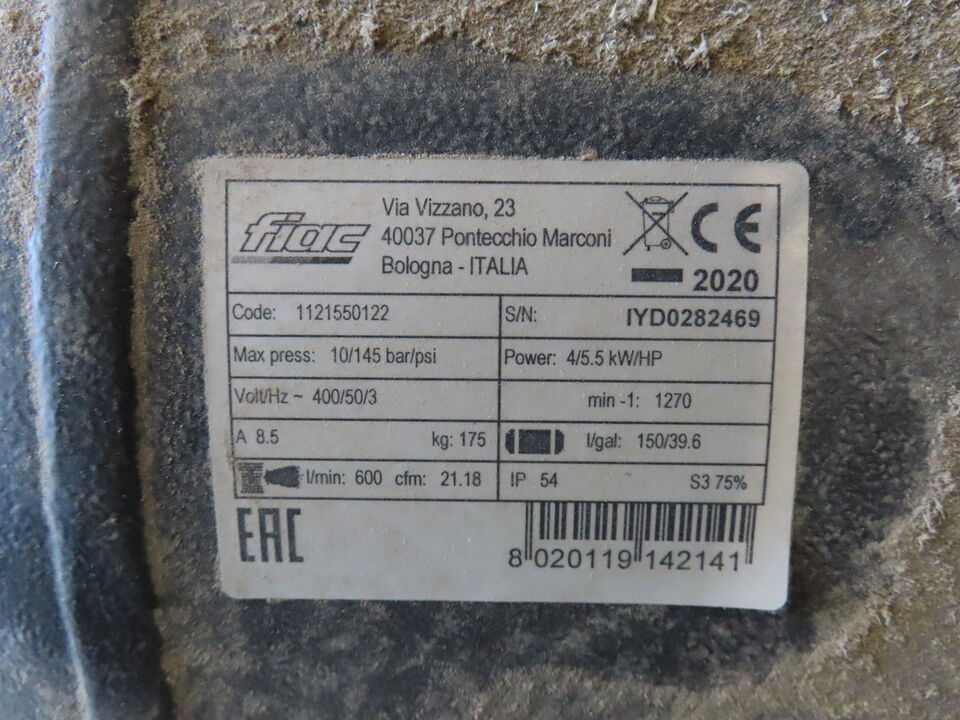 fiac
Via Vizzano, 23
40037 Pontecchio Marconi
Bologna - ITALIA
CE
2020
Code: 1121550122
S/N: IYD0282469
Max press: 10/145 bar/psi
Power: 4/5.5 kW/HP
Volt/Hz ~ 400/50/3
min -1: 1270
A 8.5 kg: 175
l/gal: 150/39.6
l/min: 600 cfm: 21.18
IP 54 S3 75%
EAC
8 020119 142141